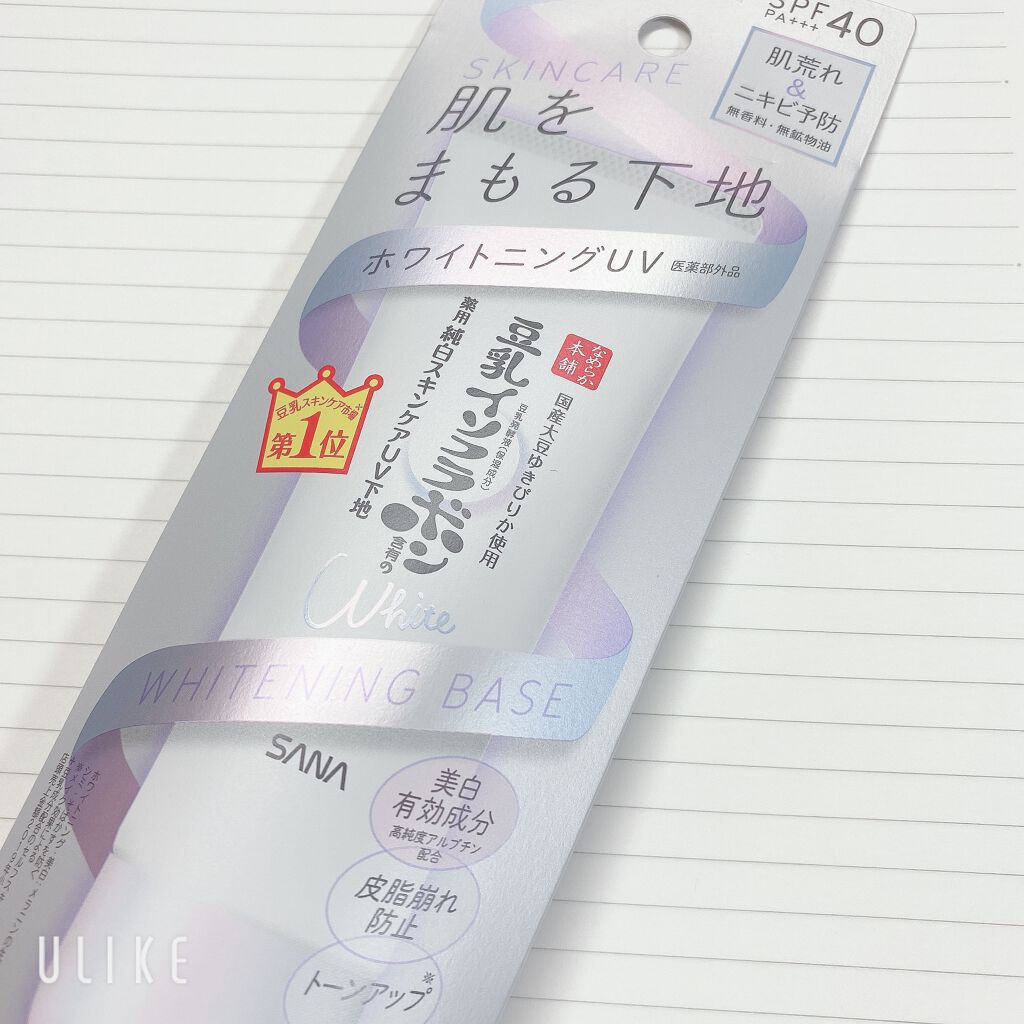 SPF 40
PA+++
肌荒れ
&
ニキビ予防
無香料・無鉱物油
SKINCARE
肌を
まもる下地
ホワイトニングUV 医薬部外品
なめらか
本舗
国産大豆ゆきぴりか使用
豆乳発酵液(保湿成分)
豆乳イソフラボン
含有の
薬用 純白スキンケアUV下地
豆乳スキンケア市場
第1位
White
WHITENING BASE
SANA
美白
有効成分
高純度アルブチン
配合
皮脂崩れ
防止
トーンアップ※
ULIKE